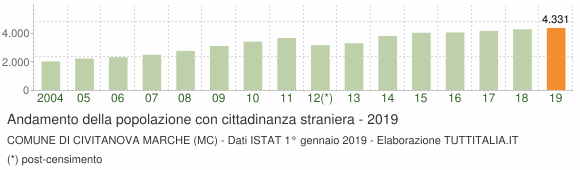 4.331
4.000
2.000
0
2004 05 06 07 08 09 10 11 12(*) 13 14 15 16 17 18 19
Andamento della popolazione con cittadinanza straniera - 2019
COMUNE DI CIVITANOVA MARCHE (MC) - Dati ISTAT 1° gennaio 2019 - Elaborazione TUTTITALIA.IT
(*) post-censimento